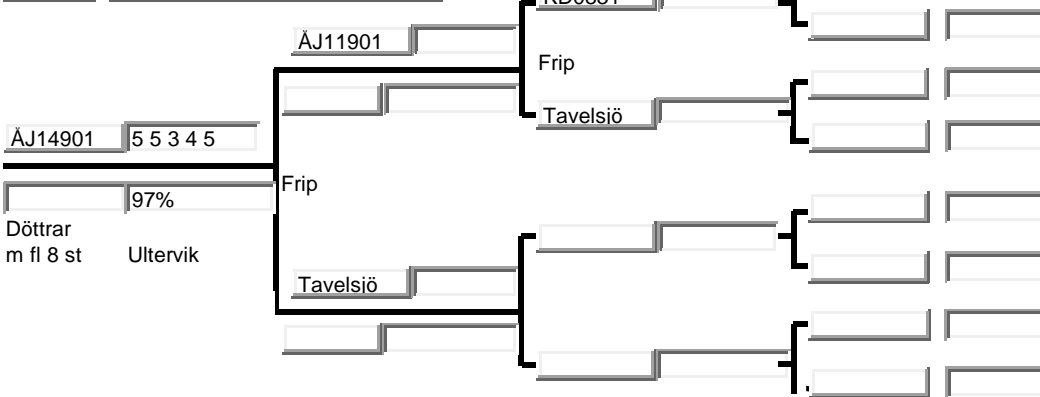 ÅJ11901
Frip
Tavelsjö
ÅJ14901 5 5 3 4 5
Frip
97%
Döttrar
m fl 8 st Ultervik
Tavelsjö